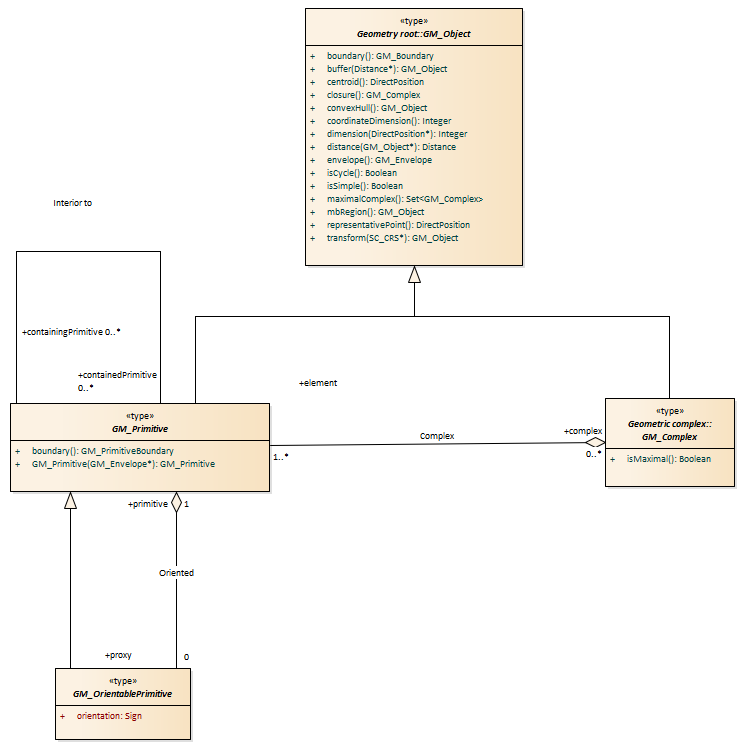 «type»
Geometry root::GM_Object
+ boundary(): GM_Boundary
+ buffer(Distance*): GM_Object
+ centroid(): DirectPosition
+ closure(): GM_Complex
+ convexHull(): GM_Object
+ coordinateDimension(): Integer
+ dimension(DirectPosition*): Integer
+ distance(GM_Object*): Distance
+ envelope(): GM_Envelope
+ isCycle(): Boolean
+ isSimple(): Boolean
+ maximalComplex(): Set<GM_Complex>
+ mbRegion(): GM_Object
+ representativePoint(): DirectPosition
+ transform(SC_CRS*): GM_Object
Interior to
+containingPrimitive 0..*
+containedPrimitive
0..*
+element
«type»
GM_Primitive
+ boundary(): GM_PrimitiveBoundary
+ GM_Primitive(GM_Envelope*): GM_Primitive
1..*
Complex
+complex
0..*
«type»
Geometric complex::
GM_Complex
+ isMaximal(): Boolean
+primitive
1
Oriented
+proxy
0
«type»
GM_OrientablePrimitive
+ orientation: Sign